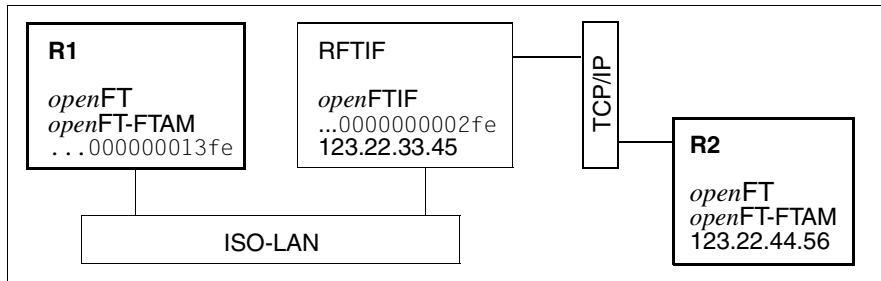 R1
openFT
openFT-FTAM
...000000013fe
RFTIF
openFTIF
...0000000002fe
123.22.33.45
TCP/IP
R2
openFT
openFT-FTAM
123.22.44.56
ISO-LAN